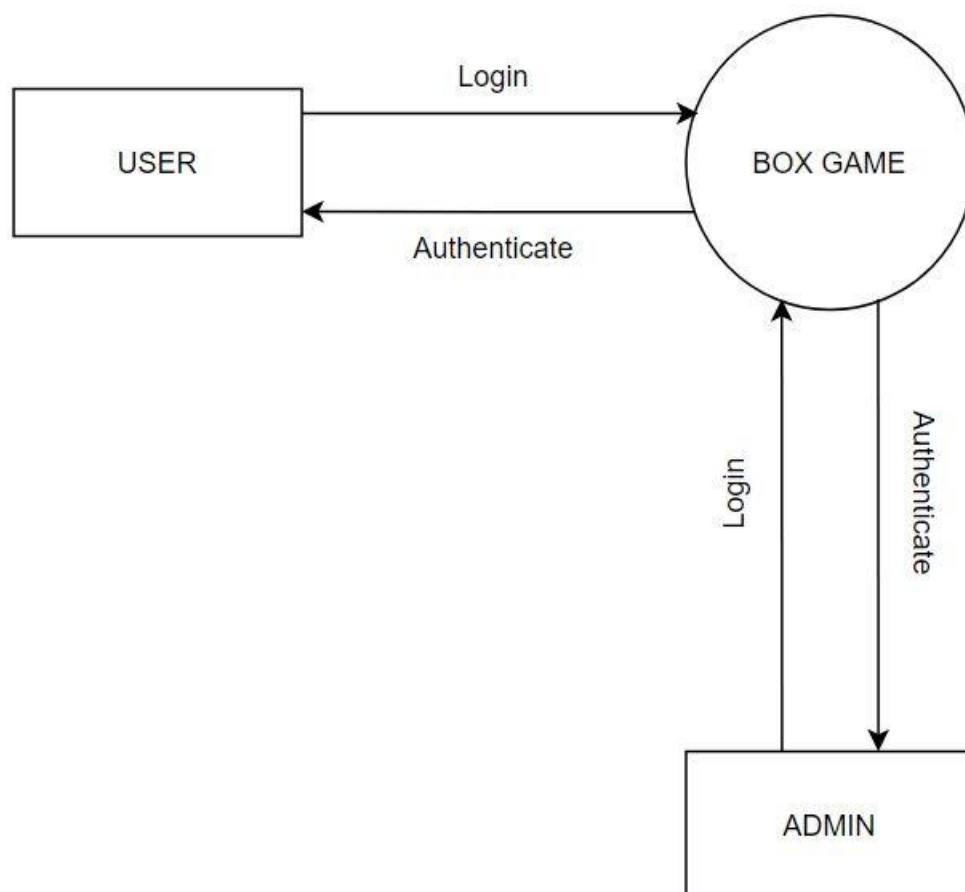 Login
USER
BOX GAME
Authenticate
Login
Authenticate
ADMIN